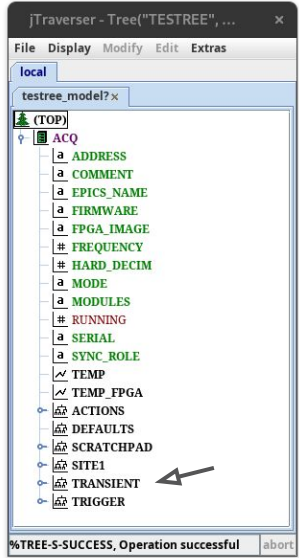 jTraverser - Tree("TESTREE", ...
File Display Modify Edit Extras
local
testree_model?
(TOP)
ACQ
a ADDRESS
a COMMENT
a EPICS_NAME
a FIRMWARE
a FPGA_IMAGE
# FREQUENCY
# HARD_DECIM
a MODE
a MODULES
# RUNNING
a SERIAL
a SYNC_ROLE
TEMP
TEMP_FPGA
ACTIONS
DEFAULTS
SCRATCHPAD
SITE1
TRANSIENT
TRIGGER
%TREE-S-SUCCESS, Operation successful abort